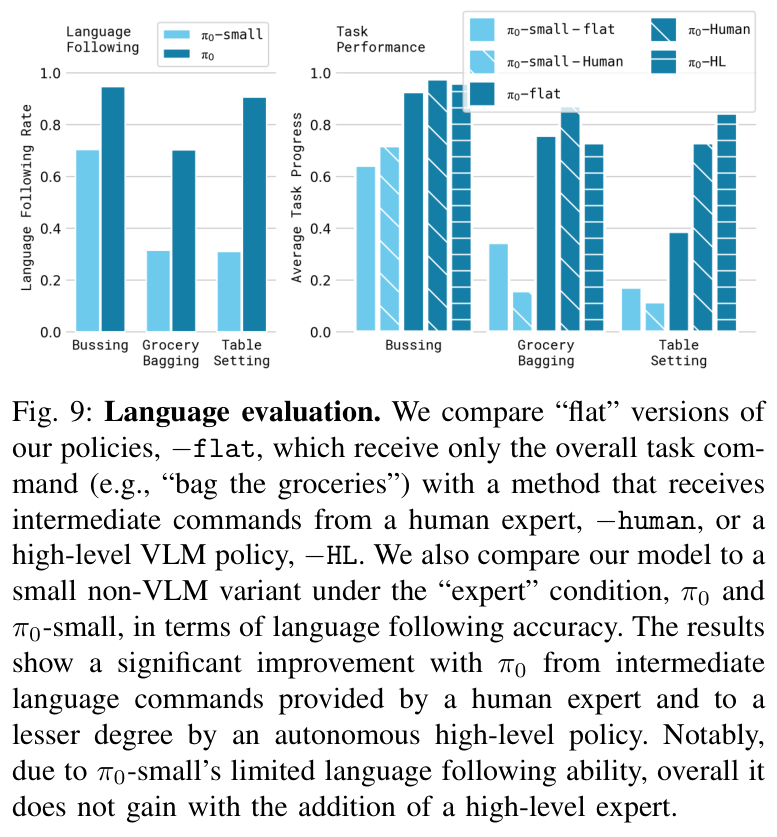 Language
Following
π₀-small
π₀
1.0
0.8
0.6
0.4
0.2
0.0
Language Following Rate
Bussing
Grocery
Bagging
Table
Setting
Task
Performance
π₀-small-flat
π₀-small-Human
π₀-flat
π₀-Human
π₀-HL
1.0
0.8
0.6
0.4
0.2
0.0
Average Task Progress
Bussing
Grocery
Bagging
Table
Setting
Fig. 9: Language evaluation. We compare “flat” versions of
our policies, −flat, which receive only the overall task com-
mand (e.g., “bag the groceries”) with a method that receives
intermediate commands from a human expert, −human, or a
high-level VLM policy, −HL. We also compare our model to a
small non-VLM variant under the “expert” condition, π₀ and
π₀-small, in terms of language following accuracy. The results
show a significant improvement with π₀ from intermediate
language commands provided by a human expert and to a
lesser degree by an autonomous high-level policy. Notably,
due to π₀-small’s limited language following ability, overall it
does not gain with the addition of a high-level expert.